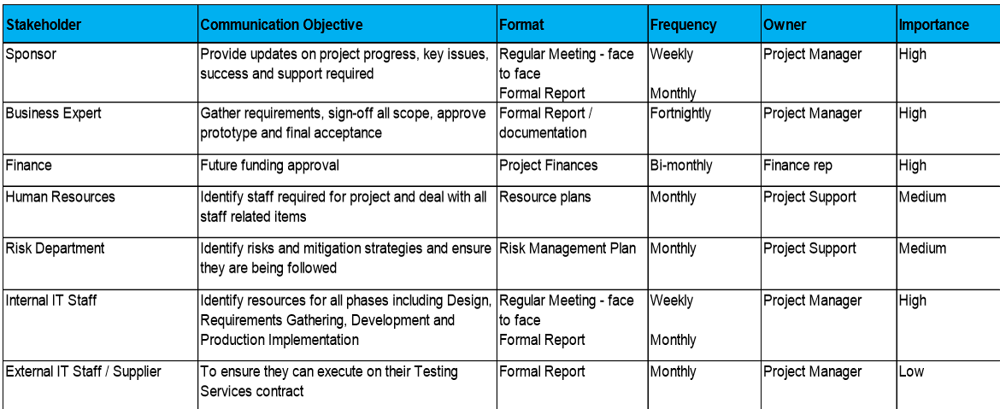 Stakeholder Communication Objective Format Frequency Owner Importance
Sponsor Provide updates on project progress, key issues, Regular Meeting - face Weekly Project Manager High
success and support required to face
Formal Report Monthly
Business Expert Gather requirements, sign-off all scope, approve Formal Report / Fortnightly Project Manager High
prototype and final acceptance documentation
Finance Future funding approval Project Finances Bi-monthly Finance rep High
Human Resources Identify staff required for project and deal with all Resource plans Monthly Project Support Medium
staff related items
Risk Department Identify risks and mitigation strategies and ensure Risk Management Plan Monthly Project Support Medium
they are being followed
Internal IT Staff Identify resources for all phases including Design, Regular Meeting - face Weekly Project Manager High
Requirements Gathering, Development and to face
Production Implementation Formal Report Monthly
External IT Staff / Supplier To ensure they can execute on their Testing Formal Report Monthly Project Manager Low
Services contract